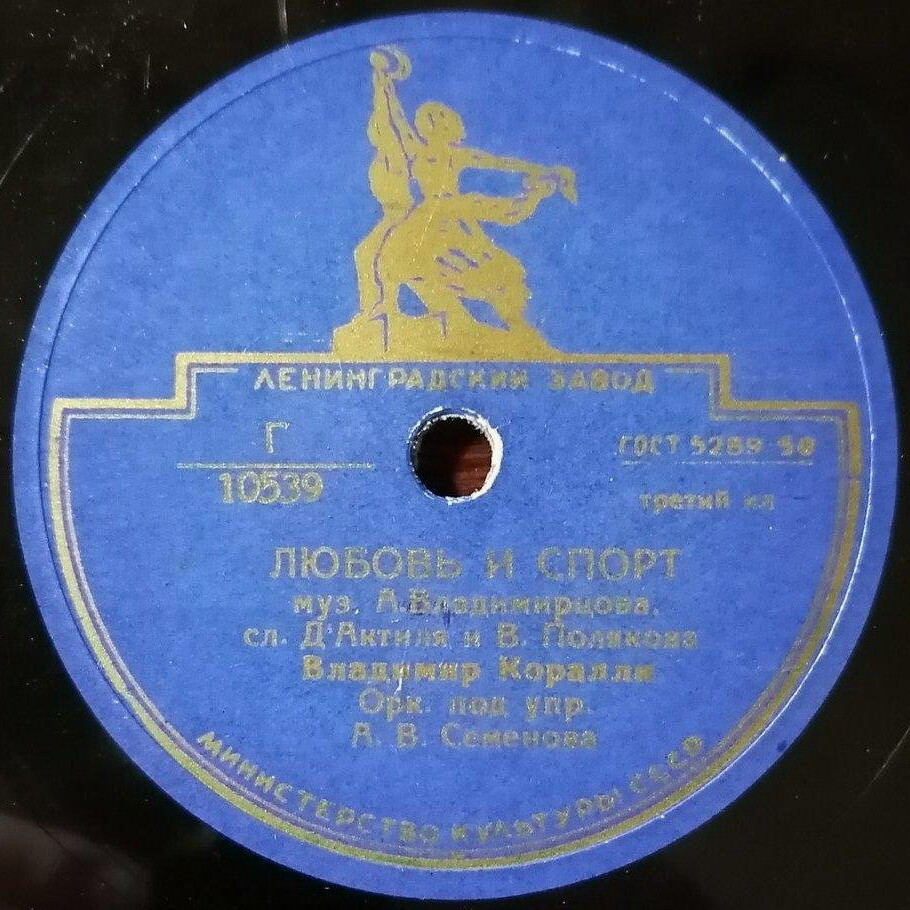 ЛЕНИНГРАДСКИЙ ЗАВОД
Г
10539
ГОСТ 5289-50
третий кл
ЛЮБОВЬ И СПОРТ
муз. А.Владимирцова.
сл. Д'Актиля и В. Полякова
Владимир Коралли
Орк. под упр.
А. В. Семенова
МИНИСТЕРСТВО КУЛЬТУРЫ СССР